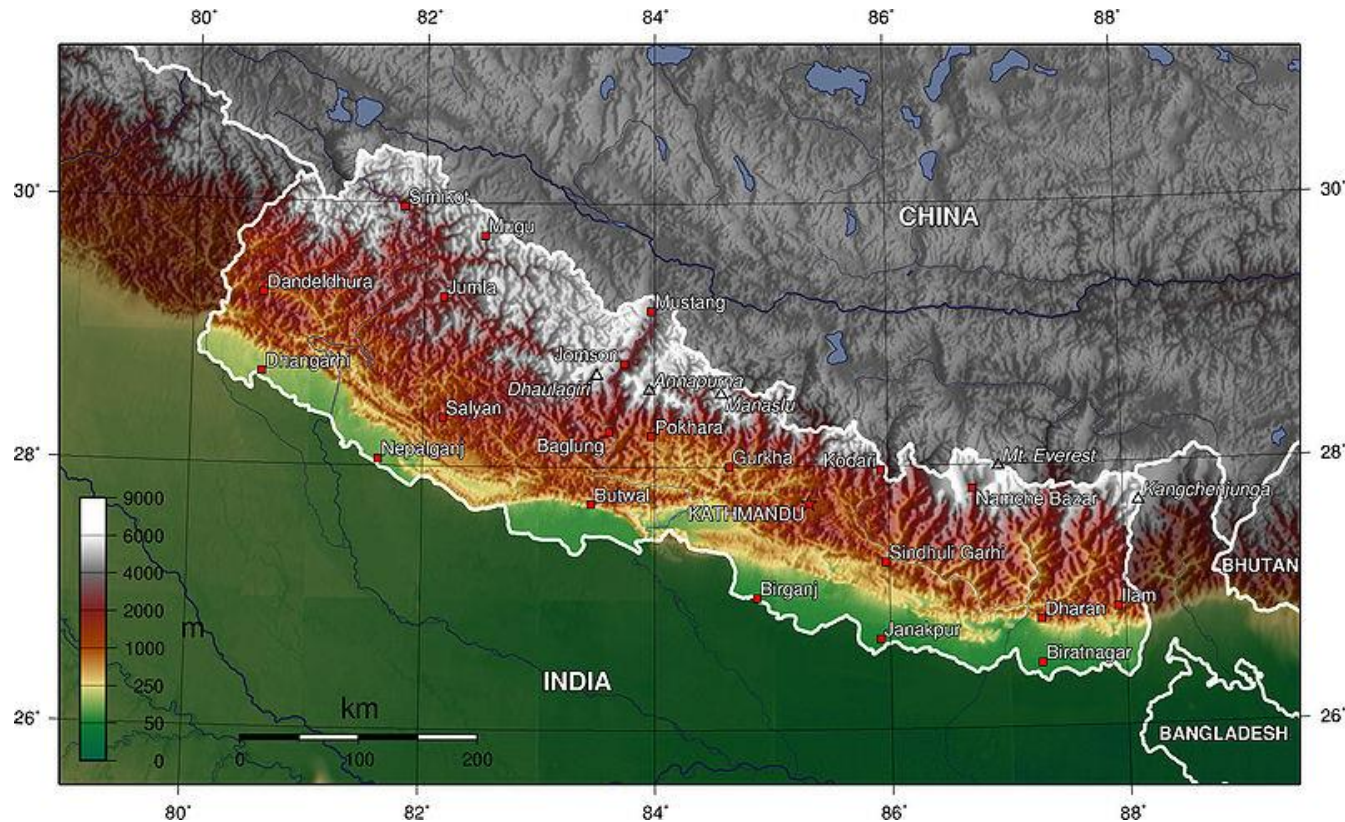 80° 82° 84° 86° 88°
30° 30°
CHINA
Simikot
Mugu
Dandeldhura
Jumla
Mustang
Jomson
Dhangarhi
Dhaulagiri
Annapurna
Manaslu
Salyan
Pokhara
Baglung
28° 28°
Nepalganj
Gurkha
Kodari
Mt. Everest
Kangchenjunga
Namche Bazar
Butwal
KATHMANDU
Sindhuli Garhi
BHUTAN
Birganj
Ilam
Dharan
Janakpur
Biratnagar
9000
6000
4000
2000
m
1000
250
50
0
INDIA
km
0 100 200
26° 26°
BANGLADESH
80° 82° 84° 86° 88°